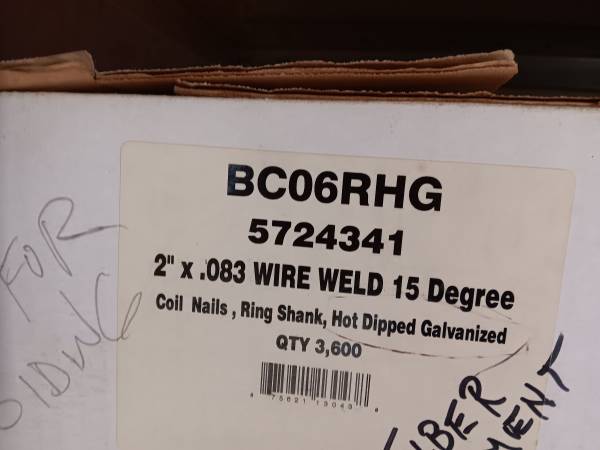 BC06RHG
5724341
2" x .083 WIRE WELD 15 Degree
Coil Nails , Ring Shank, Hot Dipped Galvanized
QTY 3,600
FOR